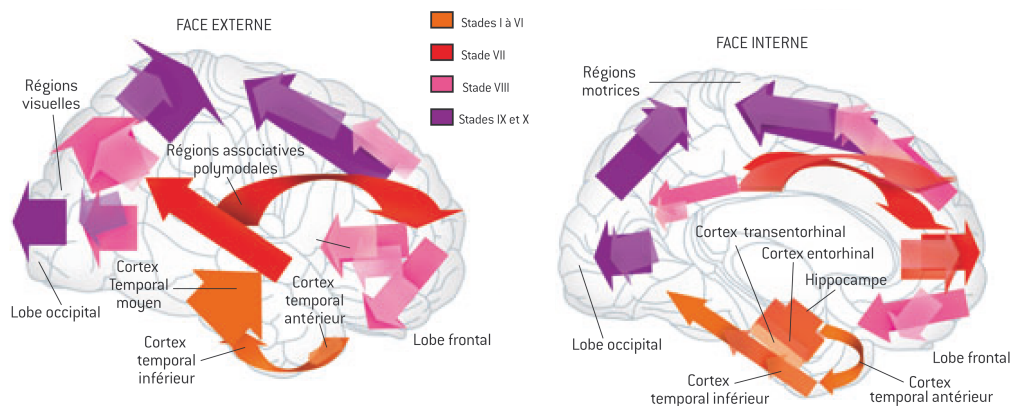 FACE EXTERNE
Stades I à VI
Stade VII
Stade VIII
Stades IX et X
Régions
visuelles
Régions associatives
polymodales
Cortex
Temporal
moyen
Cortex
temporal
antérieur
Lobe occipital
Cortex
temporal
inférieur
Lobe frontal
FACE INTERNE
Régions
motrices
Cortex transentorhinal
Cortex entorhinal
Hippocampe
Lobe occipital
Lobe frontal
Cortex
temporal inférieur
Cortex
temporal antérieur